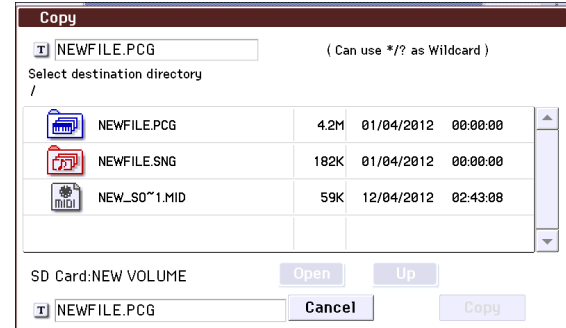 Copy
T NEWFILE.PCG ( Can use */? as Wildcard )
Select destination directory
/
NEWFILE.PCG 4.2M 01/04/2012 00:00:00
NEWFILE.SNG 182K 01/04/2012 00:00:00
MIDI NEW_SO~1.MID 59K 12/04/2012 02:43:08
SD Card:NEW VOLUME Open Up
T NEWFILE.PCG Cancel Copy